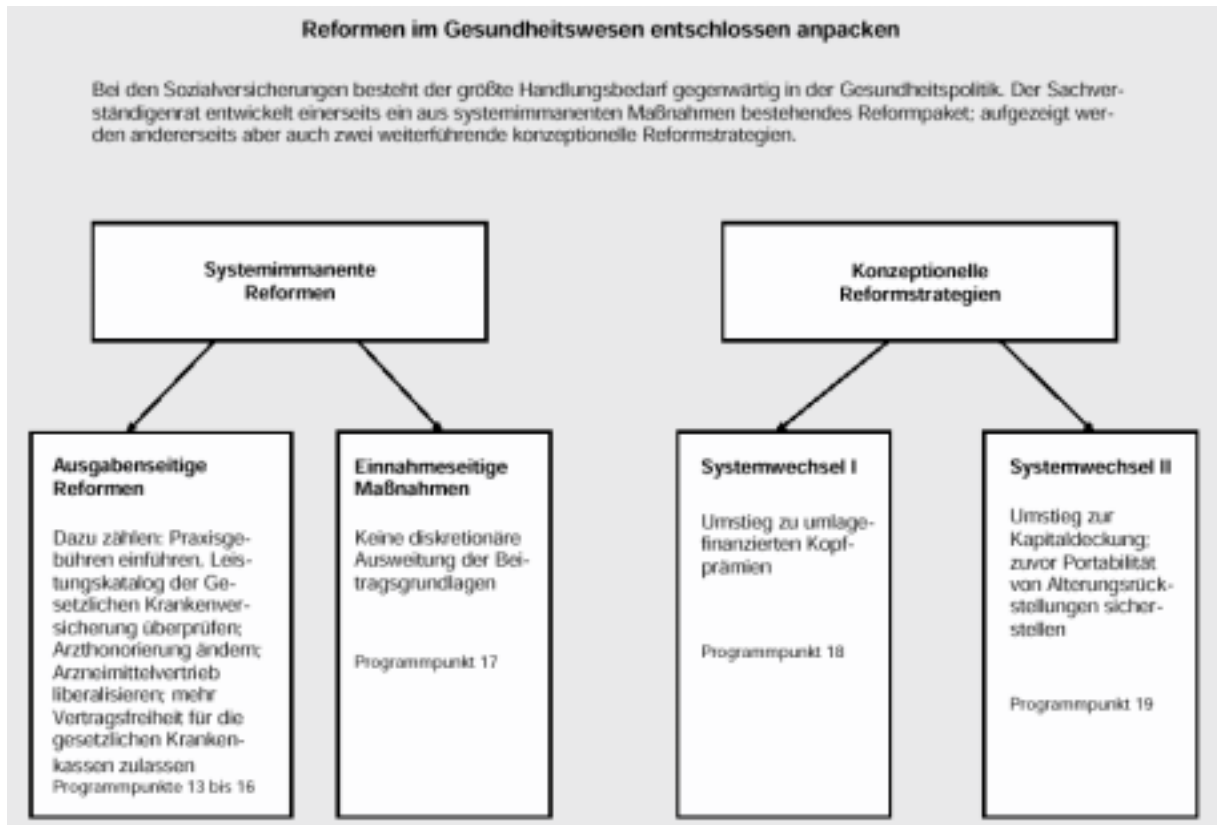 Reformen im Gesundheitswesen entschlossen anpacken
Bei den Sozialversicherungen besteht der größte Handlungsbedarf gegenwärtig in der Gesundheitspolitik. Der Sachver-
ständigenrat entwickelt einerseits ein aus systemimmanenten Maßnahmen bestehendes Reformpaket; aufgezeigt wer-
den andererseits aber auch zwei weiterführende konzeptionelle Reformstrategien.
Systemimmanente
Reformen
Konzeptionelle
Reformstrategien
Ausgabenseitige
Reformen
Dazu zählen: Praxisge-
bühren einführen, Leis-
tungskatalog der Ge-
setzlichen Krankenver-
sicherung überprüfen;
Arzthonorierung ändern;
Arzneimittelvertrieb
liberalisieren; mehr
Vertragsfreiheit für die
gesetzlichen Kranken-
kassen zulassen
Programmpunkte 13 bis 16
Einnahmeseitige
Maßnahmen
Keine diskretionäre
Ausweitung der Bei-
tragsgrundlagen
Programmpunkt 17
Systemwechsel I
Umstieg zu umlage-
finanzierten Kopf-
prämien
Programmpunkt 18
Systemwechsel II
Umstieg zur
Kapitaldeckung;
zuvor Portabilität
von Alterungsrück-
stellungen sicher-
stellen
Programmpunkt 19